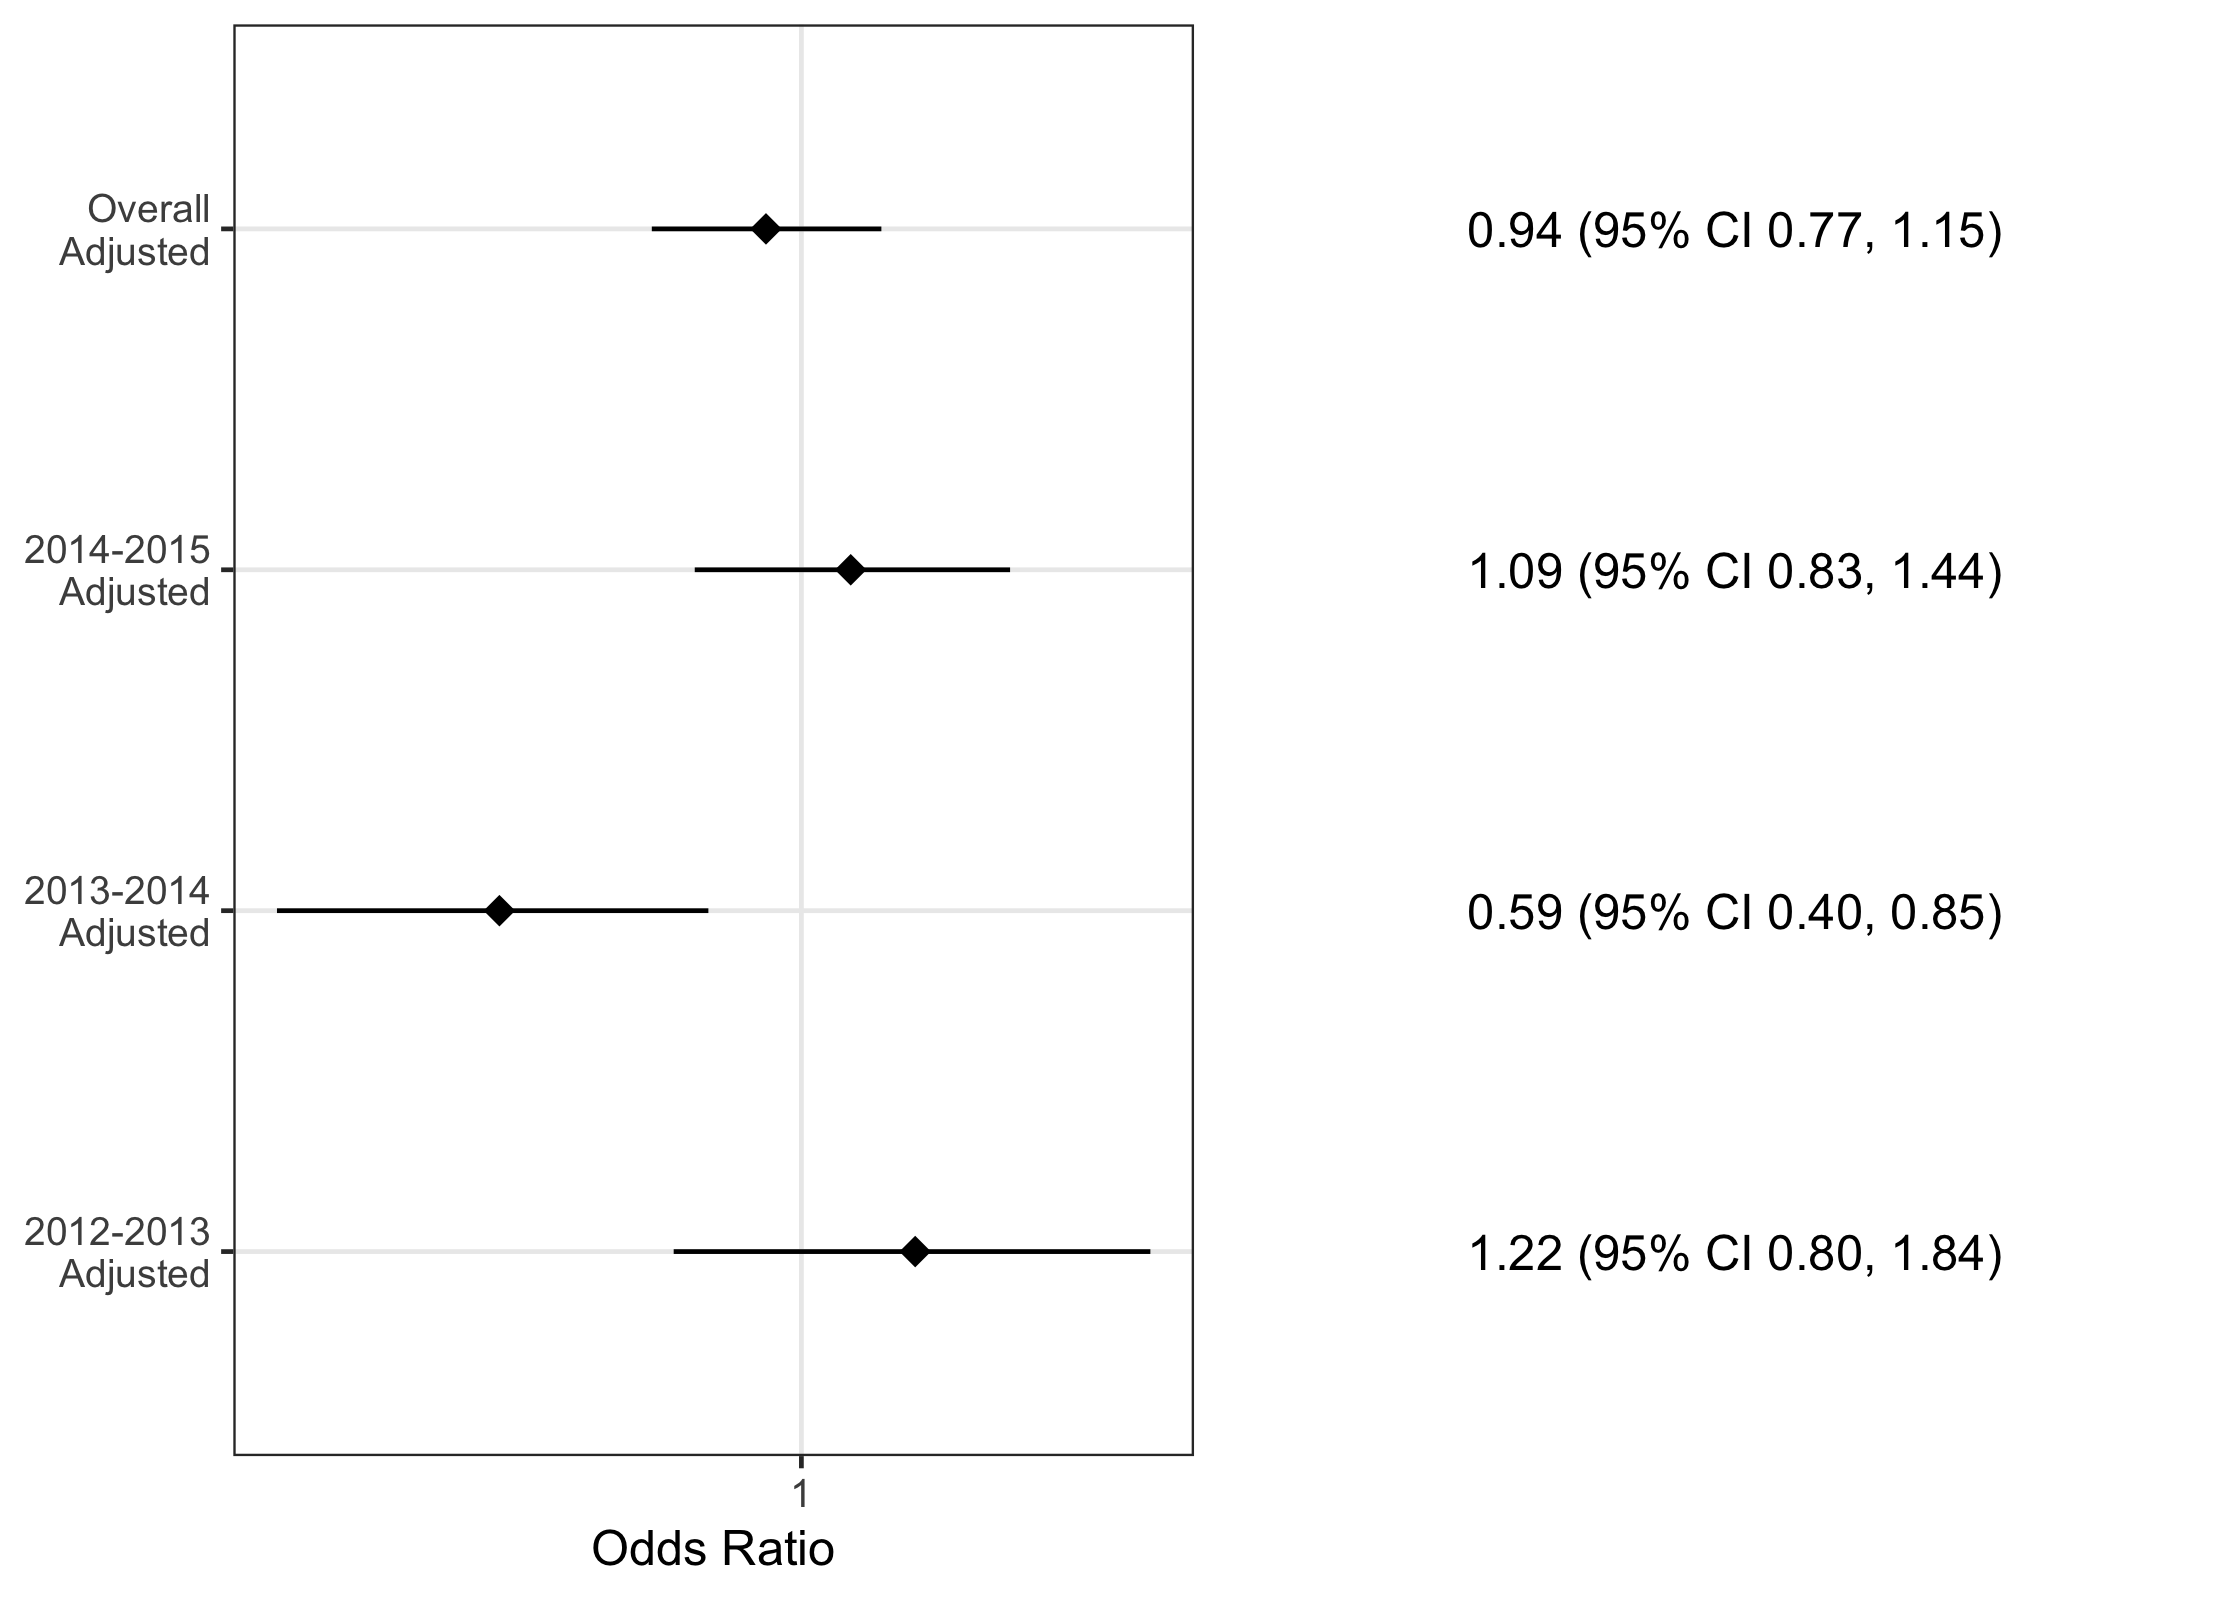 Overall
Adjusted
0.94 (95% CI 0.77, 1.15)
2014-2015
Adjusted
1.09 (95% CI 0.83, 1.44)
2013-2014
Adjusted
0.59 (95% CI 0.40, 0.85)
2012-2013
Adjusted
1.22 (95% CI 0.80, 1.84)
1
Odds Ratio